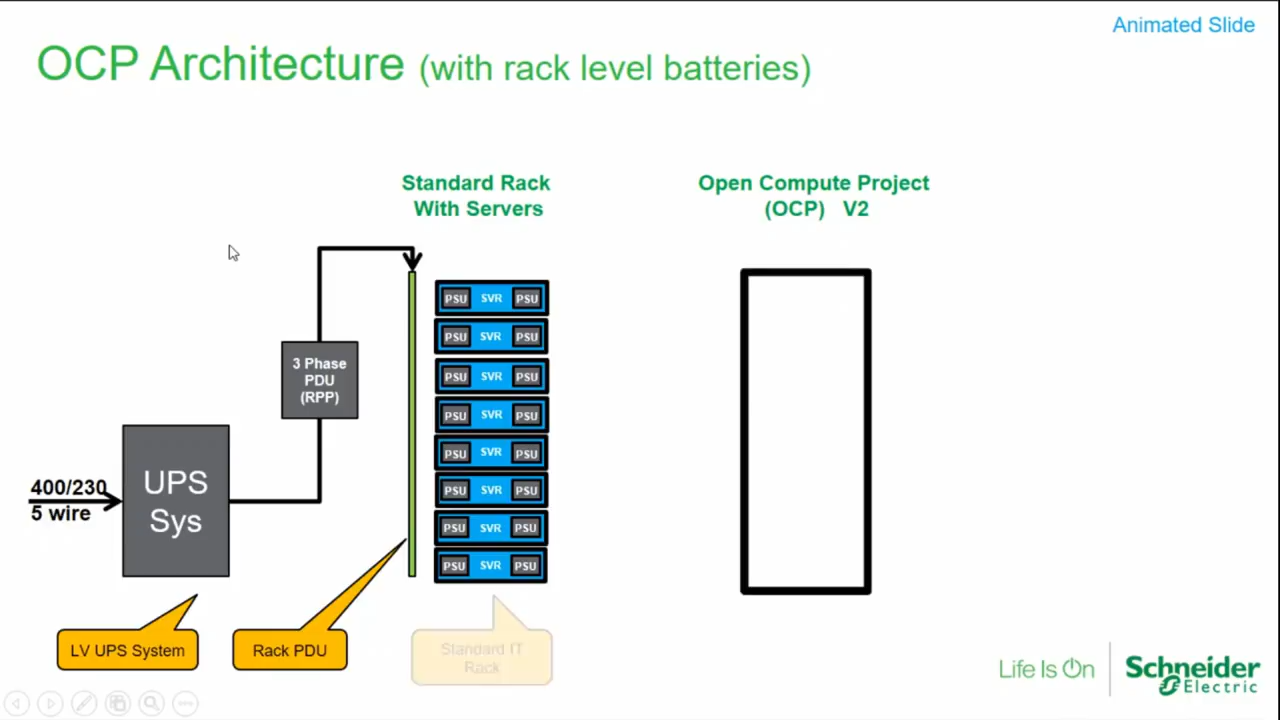 Animated Slide
OCP Architecture (with rack level batteries)
Standard Rack
With Servers
Open Compute Project
(OCP) V2
PSU SVR PSU
PSU SVR PSU
PSU SVR PSU
PSU SVR PSU
PSU SVR PSU
PSU SVR PSU
PSU SVR PSU
PSU SVR PSU
3 Phase
PDU
(RPP)
400/230
5 wire
UPS
Sys
LV UPS System
Rack PDU
Standard IT
Rack
Life Is On
Schneider
Electric